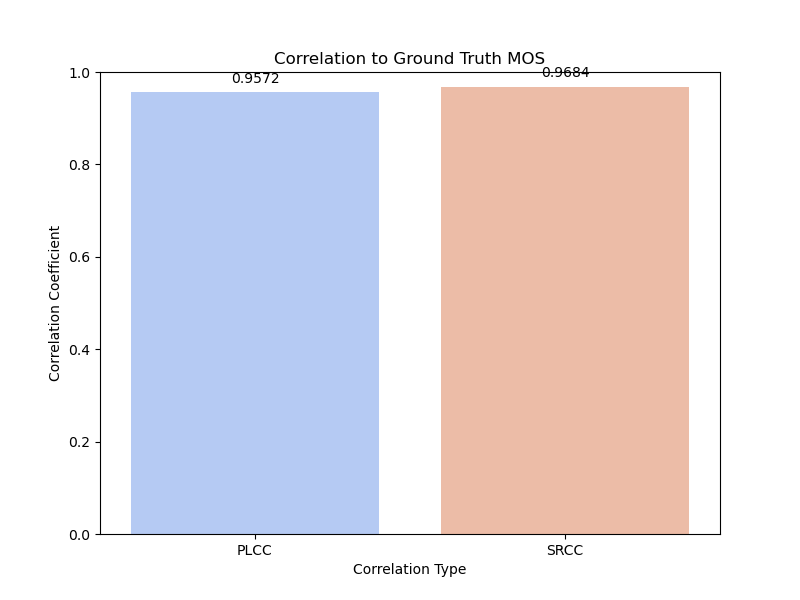 Correlation to Ground Truth MOS
0.9572
0.9684
1.0
0.8
0.6
0.4
0.2
0.0
Correlation Coefficient
PLCC
SRCC
Correlation Type